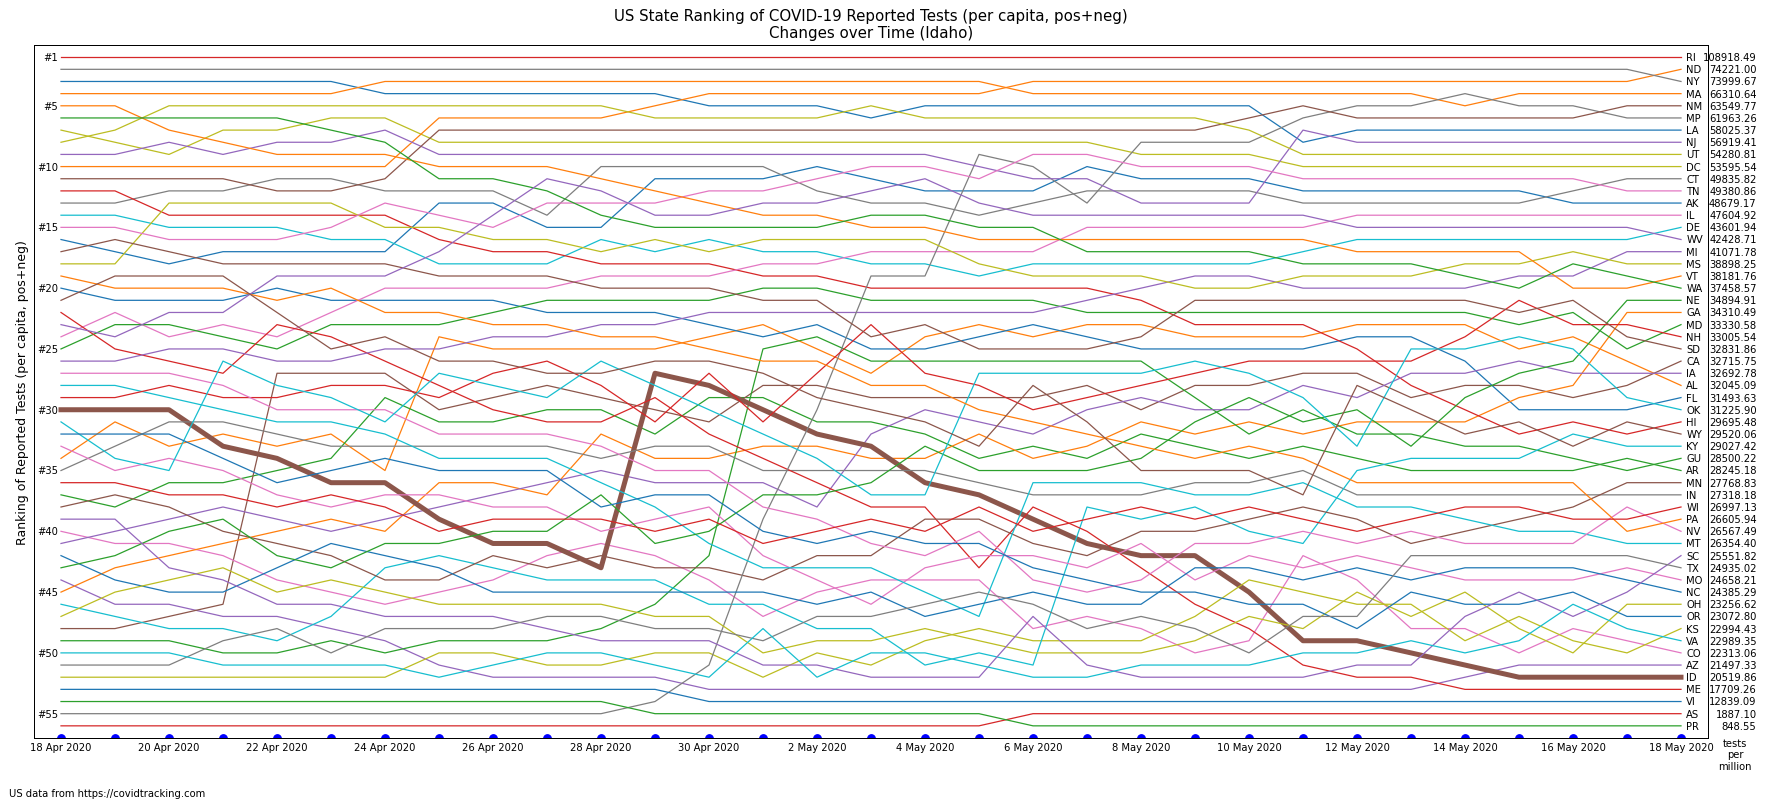 US State Ranking of COVID-19 Reported Tests (per capita, pos+neg)
Changes over Time (Idaho)
Ranking of Reported Tests (per capita, pos+neg)
#1
#5
#10
#15
#20
#25
#30
#35
#40
#45
#50
#55
RI 108918.49
ND 74221.00
NY 73999.67
MA 66310.64
NM 63549.77
MP 61963.26
LA 58025.37
NJ 56919.41
UT 54280.81
DC 53595.54
CT 49835.82
TN 49380.86
AK 48679.17
IL 47604.92
DE 43601.94
WV 42428.71
MI 41071.78
MS 38898.25
VT 38181.76
WA 37458.57
NE 34894.91
GA 34310.49
MD 33330.58
NH 33005.54
SD 32831.86
CA 32715.75
IA 32692.78
AL 32045.09
FL 31493.63
OK 31225.90
HI 29695.48
WY 29520.06
KY 29027.42
GU 28500.22
AR 28245.18
MN 27768.83
IN 27318.18
WI 26997.13
PA 26605.94
NV 26567.49
MT 26354.40
SC 25551.82
TX 24935.02
MO 24658.21
NC 24385.29
OH 23256.62
OR 23072.80
KS 22994.43
VA 22989.35
CO 22313.06
AZ 21497.33
ID 20519.86
ME 17709.26
VI 12839.09
AS 1887.10
PR 848.55
18 Apr 2020 20 Apr 2020 22 Apr 2020 24 Apr 2020 26 Apr 2020 28 Apr 2020 30 Apr 2020 2 May 2020 4 May 2020 6 May 2020 8 May 2020 10 May 2020 12 May 2020 14 May 2020 16 May 2020 18 May 2020
tests
per
million
US data from https://covidtracking.com